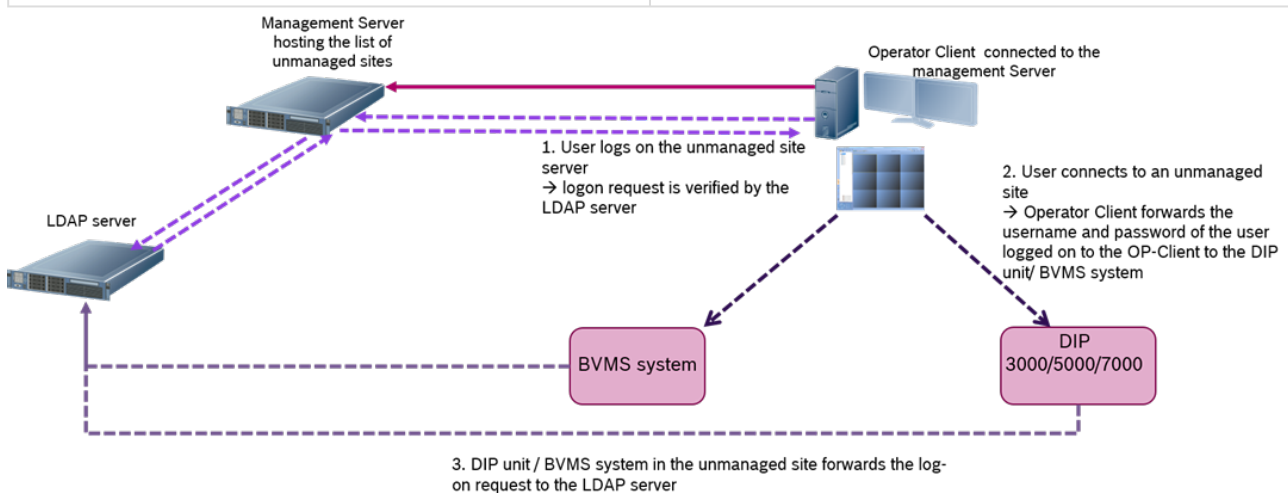 Management Server
hosting the list of
unmanaged sites
Operator Client  connected to the
management Server
1. User logs on the unmanaged site
server
→ logon request is verified by the
LDAP server
2. User connects to an unmanaged
site
→ Operator Client forwards the
username and password of the user
logged on to the OP-Client to the DIP
unit/ BVMS system
LDAP server
BVMS system
DIP
3000/5000/7000
3. DIP unit / BVMS system in the unmanaged site forwards the log-
on request to the LDAP server